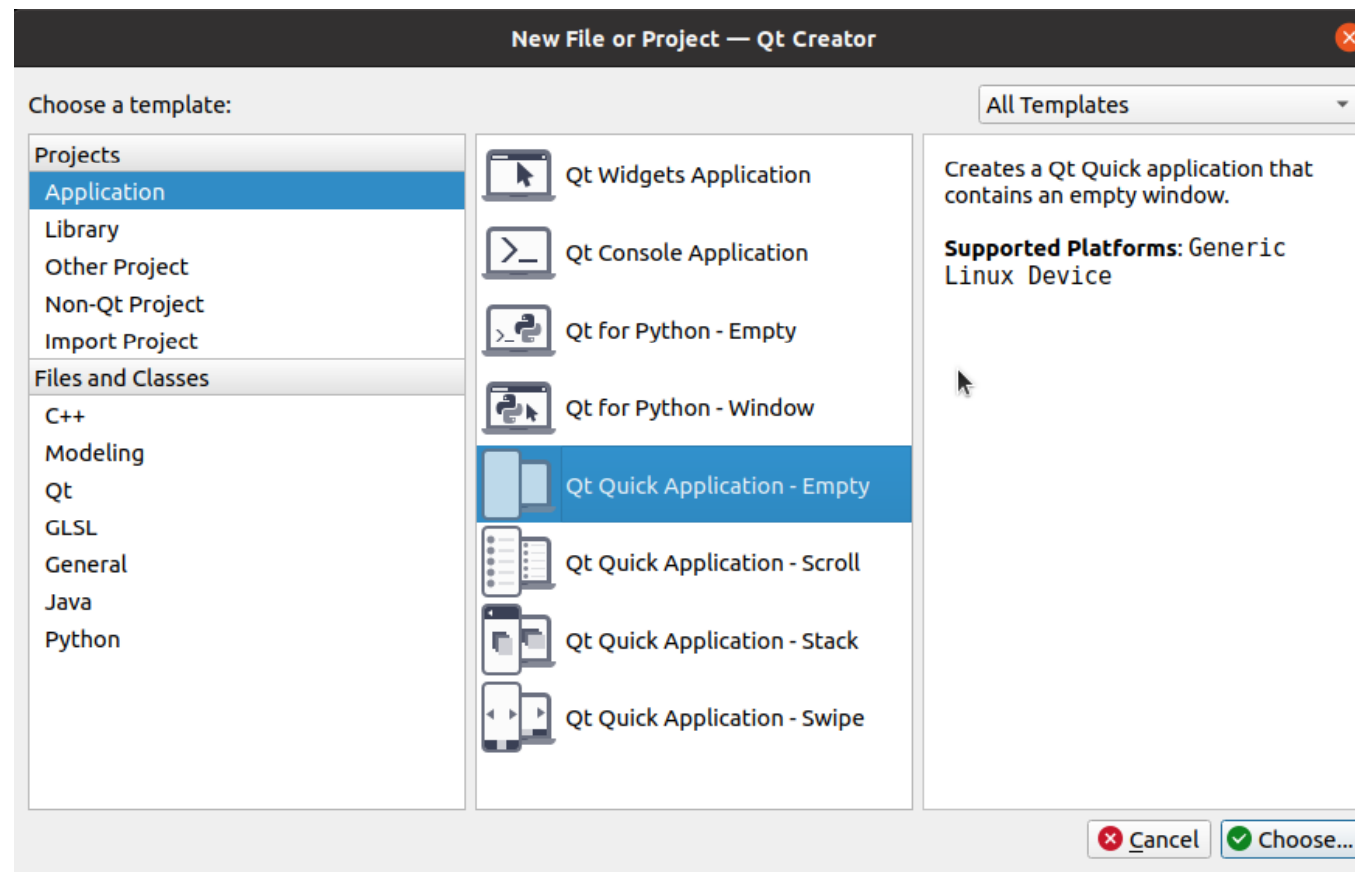 New File or Project — Qt Creator
Choose a template:
All Templates
Projects
Application
Library
Other Project
Non-Qt Project
Import Project
Files and Classes
C++
Modeling
Qt
GLSL
General
Java
Python
Qt Widgets Application
Qt Console Application
Qt for Python - Empty
Qt for Python - Window
Qt Quick Application - Empty
Qt Quick Application - Scroll
Qt Quick Application - Stack
Qt Quick Application - Swipe
Creates a Qt Quick application that
contains an empty window.
Supported Platforms: Generic
Linux Device
Cancel
Choose...